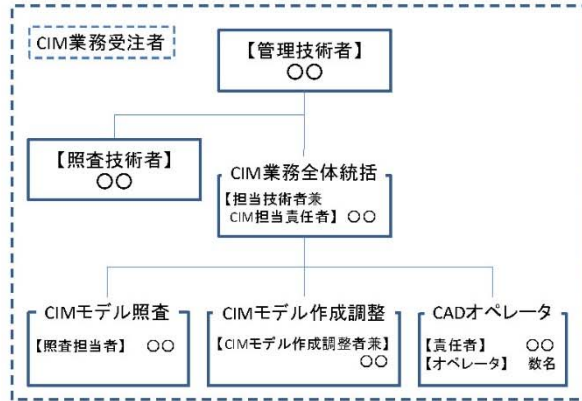 CIM業務受注者
【管理技術者】
○○
【照査技術者】
○○
CIM業務全体統括
【担当技術者兼
CIM担当責任者】 ○○
CIMモデル照査
【照査担当者】 ○○
CIMモデル作成調整
【CIMモデル作成調整者兼】
○○
CADオペレータ
【責任者】 ○○
【オペレータ】 数名